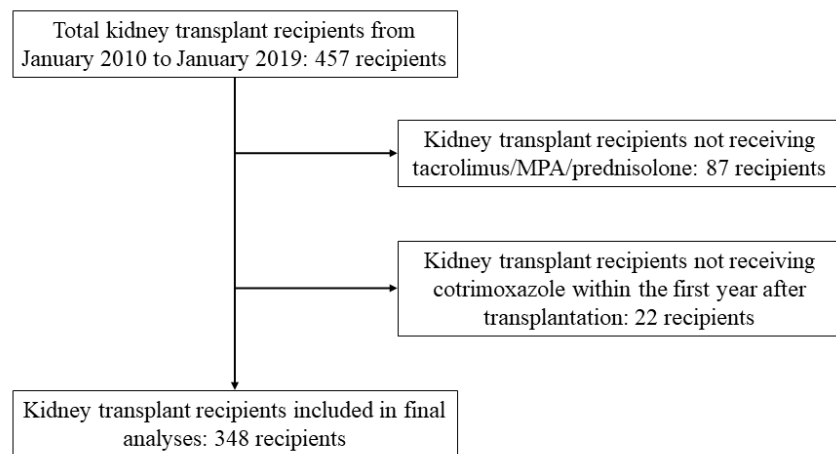 Total kidney transplant recipients from
January 2010 to January 2019: 457 recipients
Kidney transplant recipients not receiving
tacrolimus/MPA/prednisolone: 87 recipients
Kidney transplant recipients not receiving
cotrimoxazole within the first year after
transplantation: 22 recipients
Kidney transplant recipients included in final
analyses: 348 recipients